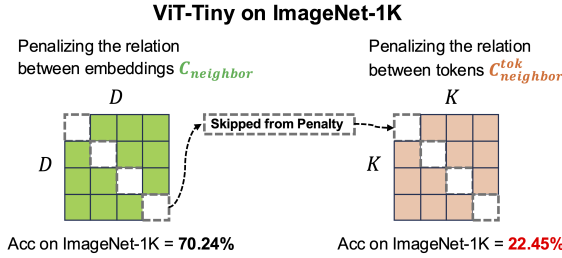 ViT-Tiny on ImageNet-1K
Penalizing the relation
between embeddings C_neighbor
D
D
Acc on ImageNet-1K = 70.24%
Skipped from Penalty
Penalizing the relation
between tokens C^tok_neighbor
K
K
Acc on ImageNet-1K = 22.45%